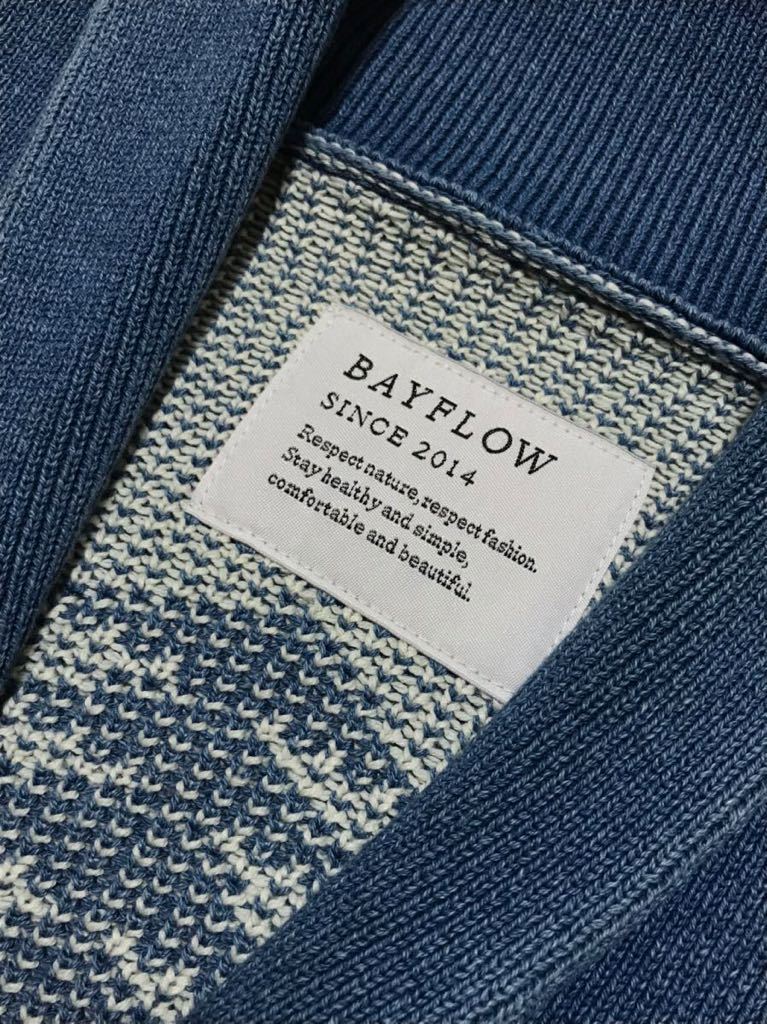 BAYFLOW
SINCE 2014
Respect nature,respect fashion.
Stay healthy and simple,
comfortable and beautiful.